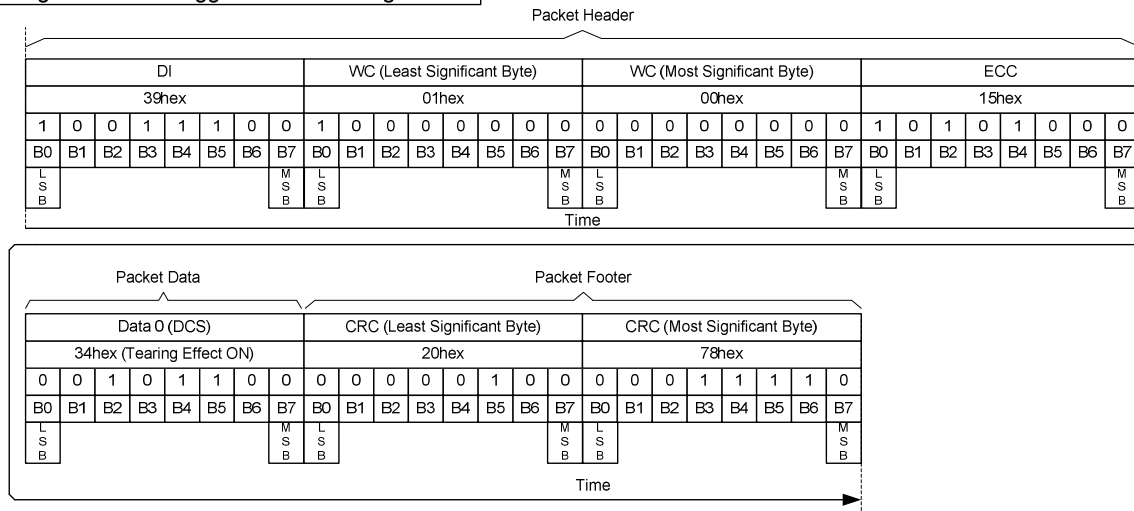 Packet Header
DI WC (Least Significant Byte) WC (Most Significant Byte) ECC
39hex 01hex 00hex 15hex
1 0 0 1 1 1 0 0 1 0 0 0 0 0 0 0 0 0 0 0 0 0 0 0 1 0 1 0 1 0 0 0
B0 B1 B2 B3 B4 B5 B6 B7 B0 B1 B2 B3 B4 B5 B6 B7 B0 B1 B2 B3 B4 B5 B6 B7 B0 B1 B2 B3 B4 B5 B6 B7
LSB MSB LSB MSB LSB MSB LSB MSB
Time
Packet Data Packet Footer
Data 0 (DCS) CRC (Least Significant Byte) CRC (Most Significant Byte)
34hex (Tearing Effect ON) 20hex 78hex
0 0 1 0 1 1 0 0 0 0 0 0 0 1 0 0 0 0 0 1 1 1 1 0
B0 B1 B2 B3 B4 B5 B6 B7 B0 B1 B2 B3 B4 B5 B6 B7 B0 B1 B2 B3 B4 B5 B6 B7
LSB MSB LSB MSB LSB MSB
Time